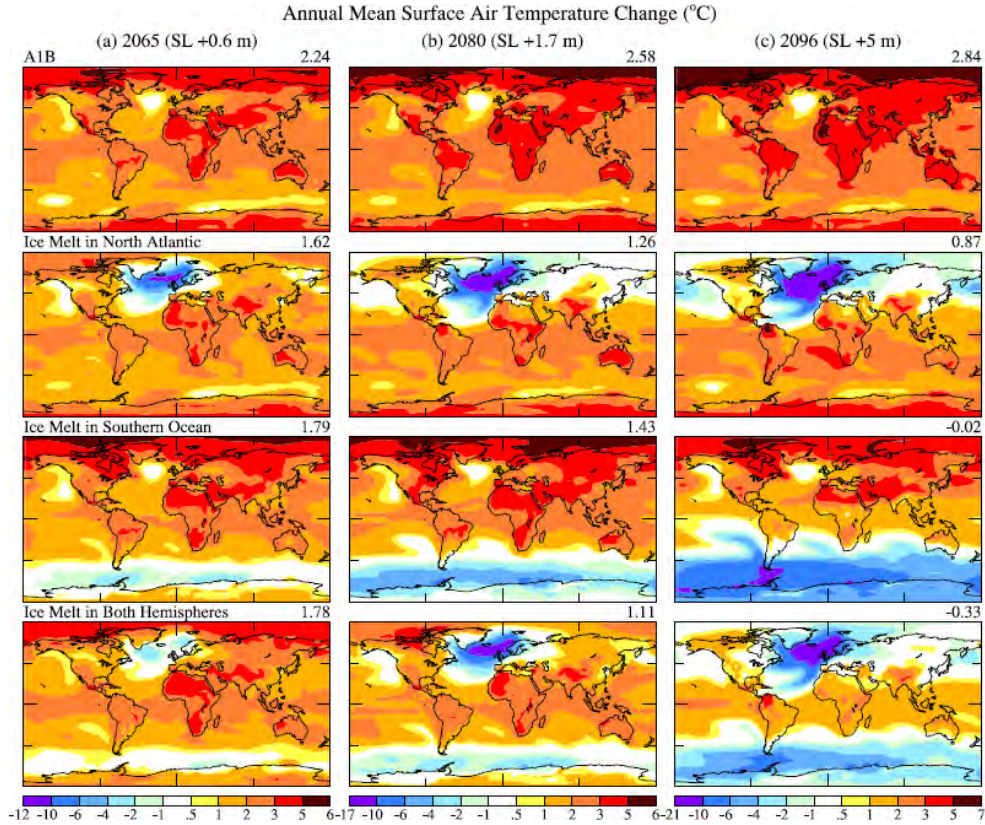 Annual Mean Surface Air Temperature Change (°C)
(a) 2065 (SL +0.6 m) (b) 2080 (SL +1.7 m) (c) 2096 (SL +5 m)
A1B 2.24 2.58 2.84
Ice Melt in North Atlantic 1.62 1.26 0.87
Ice Melt in Southern Ocean 1.79 1.43 -0.02
Ice Melt in Both Hemispheres 1.78 1.11 -0.33
-12 -10 -6 -4 -2 -1 .5 1 2 3 5 6 -17 -10 -6 -4 -2 -1 .5 1 2 3 5 6 -21 -10 -6 -4 -2 -1 .5 1 2 3 5 7